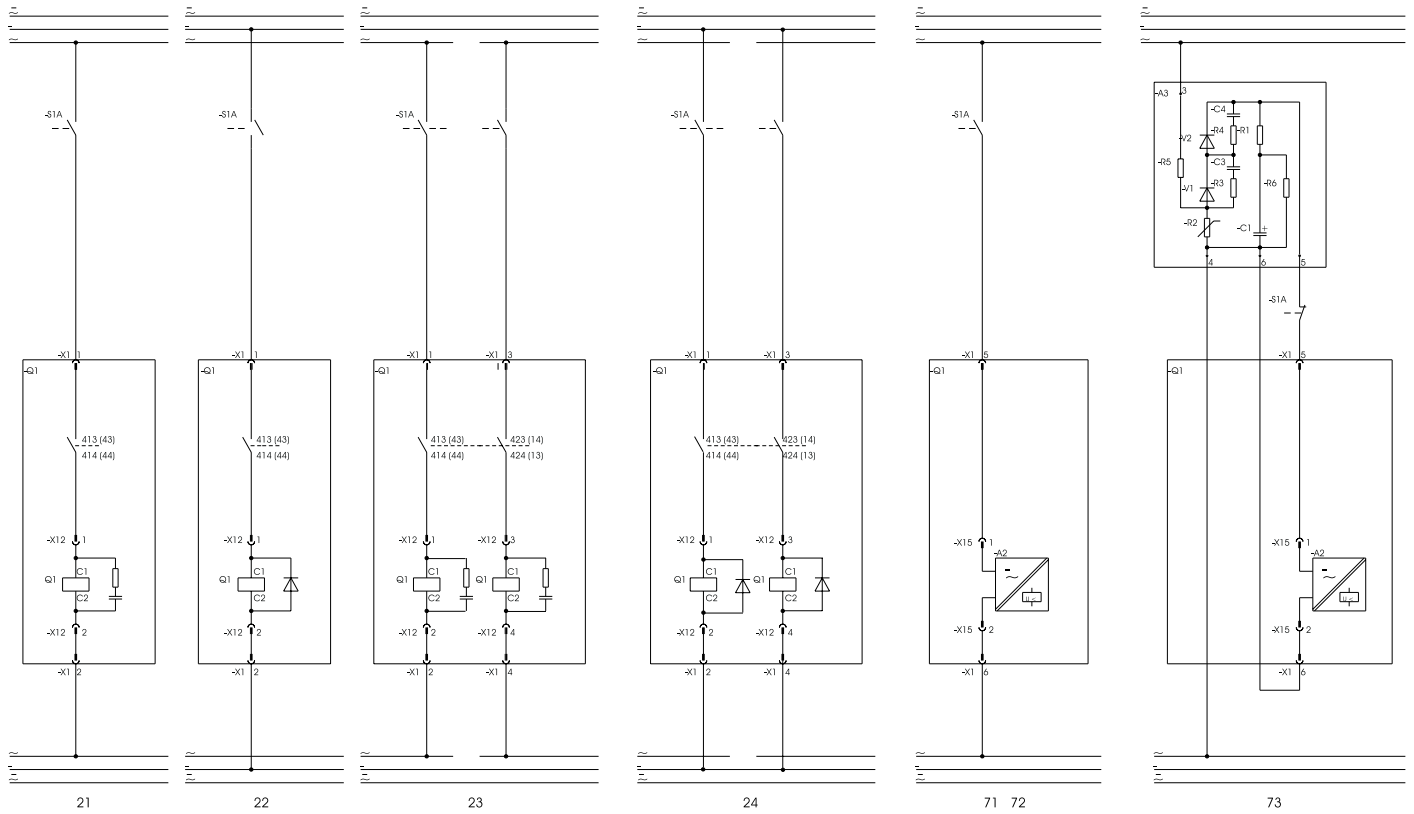 -S1A
-X1 1
-Q1
413 (43)
414 (44)
-X12 1
Q1
C1
C2
-X12 2
-X1 2
21
-S1A
-X1 1
-Q1
413 (43)
414 (44)
-X12 1
Q1
C1
C2
-X12 2
-X1 2
22
-S1A
-X1 1
-X1 3
-Q1
413 (43)
423 (14)
414 (44)
424 (13)
-X12 1
-X12 3
Q1
C1
Q1
C1
C2
C2
-X12 2
-X12 4
-X1 2
-X1 4
23
-S1A
-X1 1
-X1 3
-Q1
413 (43)
423 (14)
414 (44)
424 (13)
-X12 1
-X12 3
Q1
C1
Q1
C1
C2
C2
-X12 2
-X12 4
-X1 2
-X1 4
24
-S1A
-X1 5
-Q1
-X15 1
-A2
U <
-X15 2
-X1 6
71 72
-A3 3
-C4
-R4
-R1
-V2
-R5
-C3
-V1
-R3
-R6
-R2
-C1 +
4
6
5
-S1A
-X1 5
-Q1
-X15 1
-A2
U <
-X15 2
-X1 6
73